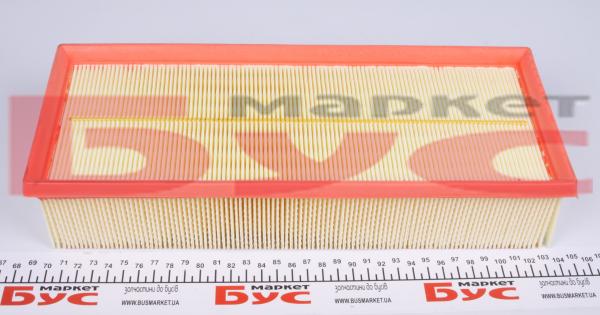 маркет
БУС
67 68 69 70 71 72 73 74 75 76 77 78 79 80 81 82 83 84 85 86 87 88 89 90 91 92 93 94 95 96 97 98 99 100 101 102 103 104 105 106
маркет
БУС
запчастини до бусів
WWW.BUSMARKET.UA
маркет
БУС
запчастини до бусів
WWW.BUSMARKET.UA
маркет
БУС
запчастини до бусів
WWW.BUSMARKET.UA